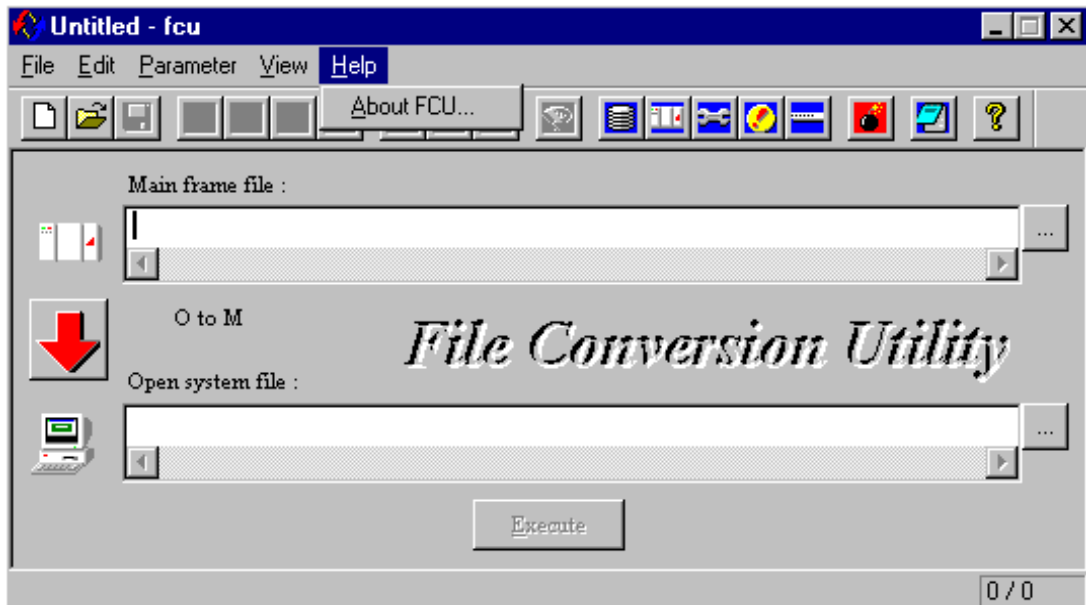 Untitled - fcu
File Edit Parameter View Help
About FCU...
Main frame file :
...
O to M
File Conversion Utility
Open system file :
...
Execute
0 / 0